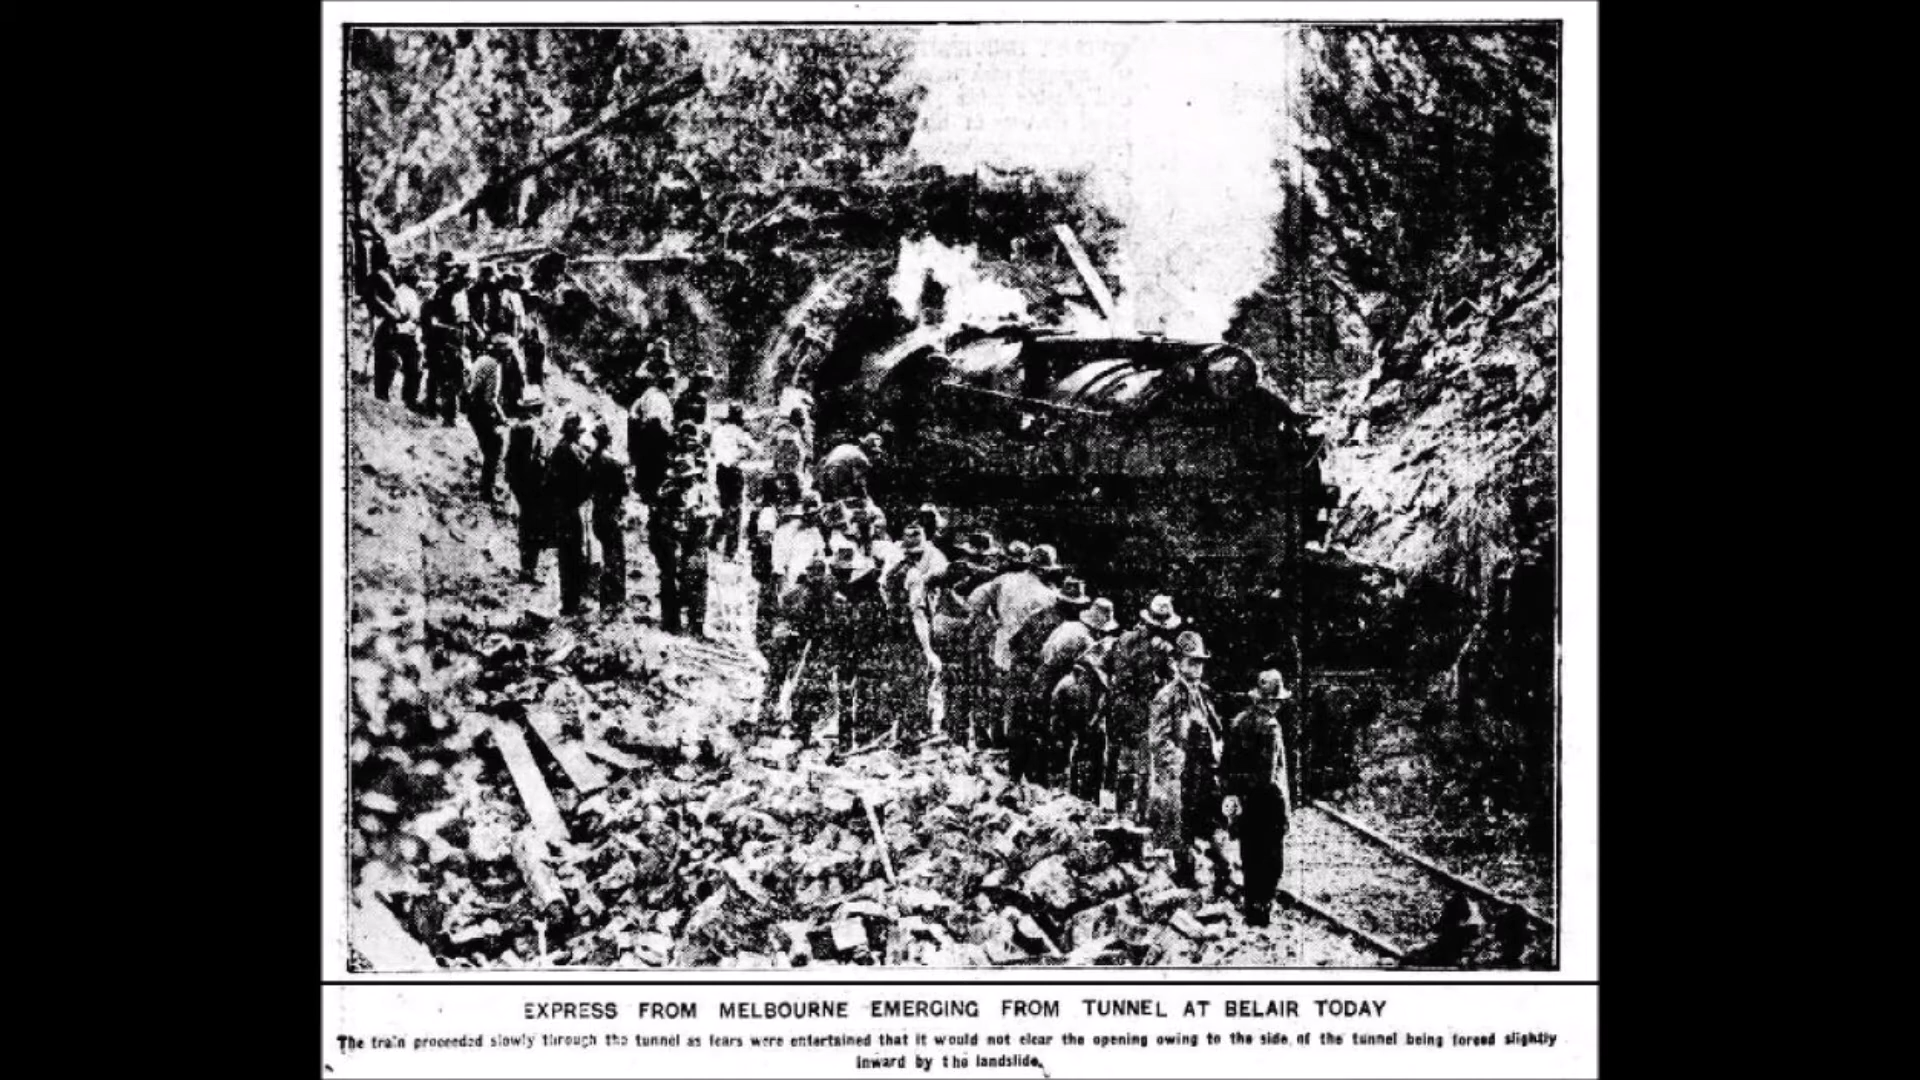 EXPRESS FROM MELBOURNE EMERGING FROM TUNNEL AT BELAIR TODAY
The train proceeded slowly through the tunnel as fears were entertained that it would not clear the opening owing to the side of the tunnel being forced slightly
inward by the landslide.